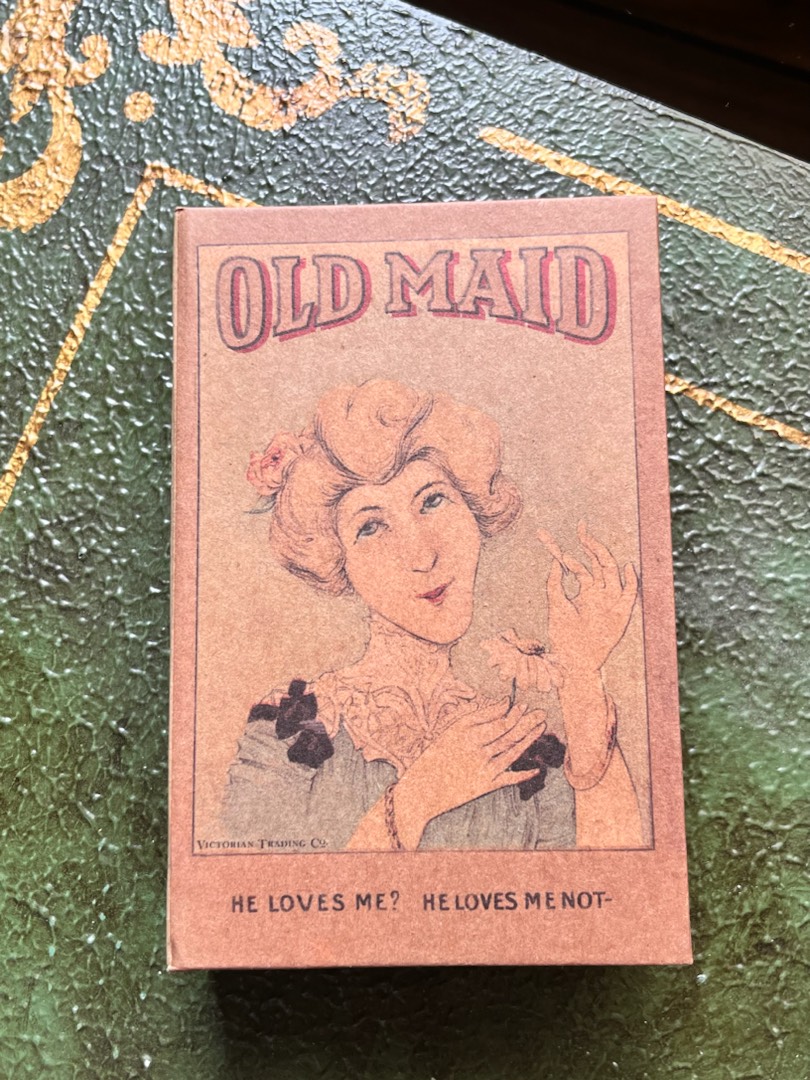 OLD MAID
VICTORIAN TRADING CO.
HE LOVES ME? HE LOVES ME NOT-